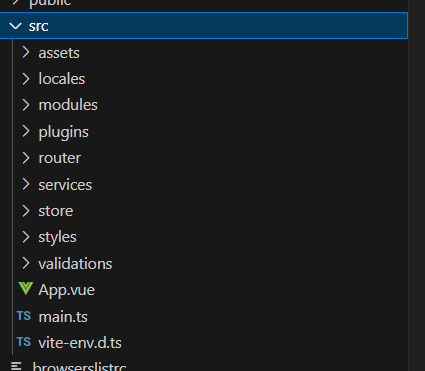 public
src
assets
locales
modules
plugins
router
services
store
styles
validations
App.vue
TS main.ts
TS vite-env.d.ts
browserslistrc